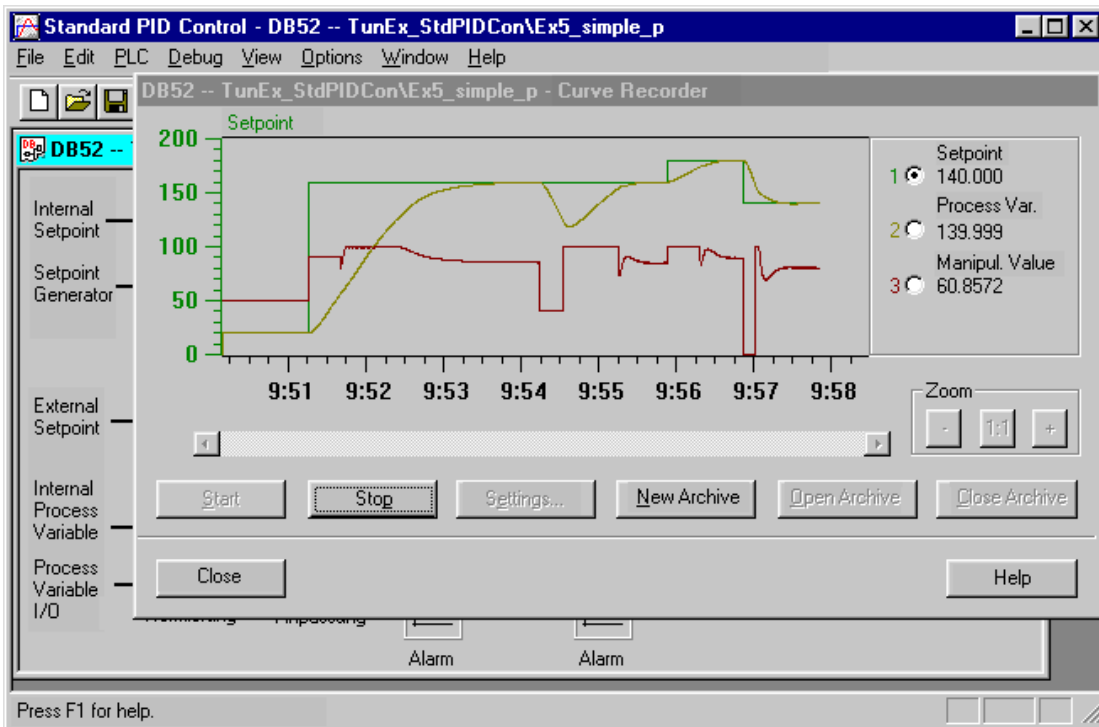 Standard PID Control - DB52 -- TunEx_StdPIDCon\Ex5_simple_p
File Edit PLC Debug View Options Window Help
DB52 -- TunEx_StdPIDCon\Ex5_simple_p - Curve Recorder
DB52 --
Internal
Setpoint
Setpoint
Generator
External
Setpoint
Internal
Process
Variable
Process
Variable
I/O
Setpoint
200
150
100
50
0
9:51 9:52 9:53 9:54 9:55 9:56 9:57 9:58
Setpoint
1 140.000
Process Var.
2 139.999
Manipul. Value
3 60.8572
Zoom
- 1:1 +
Start Stop Settings... New Archive Open Archive Close Archive
Close Help
Normierung Anpassung
Alarm Alarm
Press F1 for help.